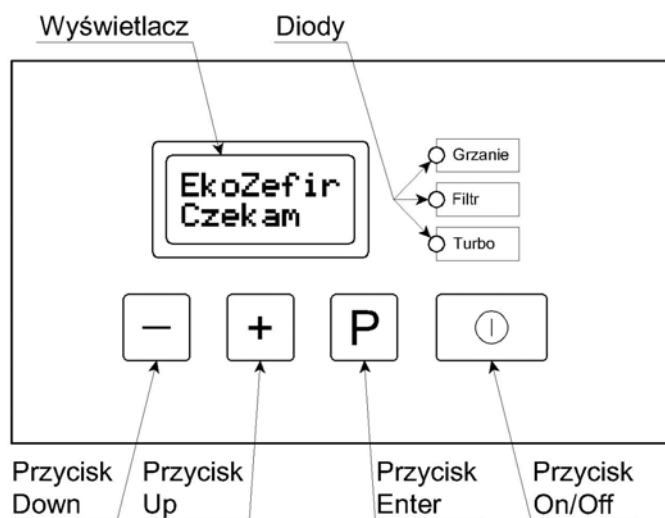 Wyświetlacz
Diody
EkoZefir
Czekam
Grzanie
Filtr
Turbo
− + P
Przycisk Down
Przycisk Up
Przycisk Enter
Przycisk On/Off